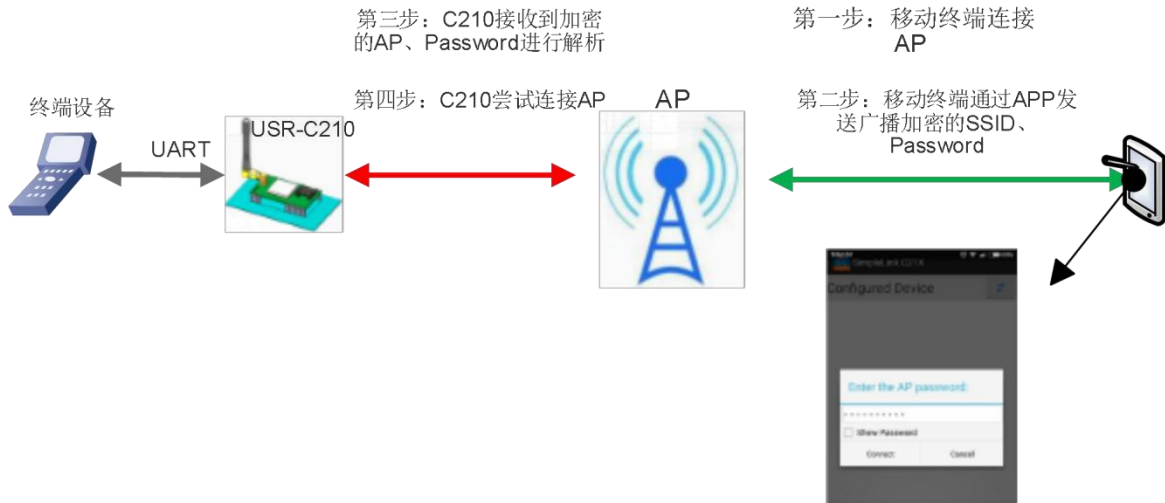 第三步：C210接收到加密
的AP、Password进行解析
第一步：移动终端连接
AP
终端设备
第四步：C210尝试连接AP
AP
第二步：移动终端通过APP发
送广播加密的SSID、
Password
USR-C210
UART
Configured Device
Enter the AP password:
Show Password
Connect
Cancel